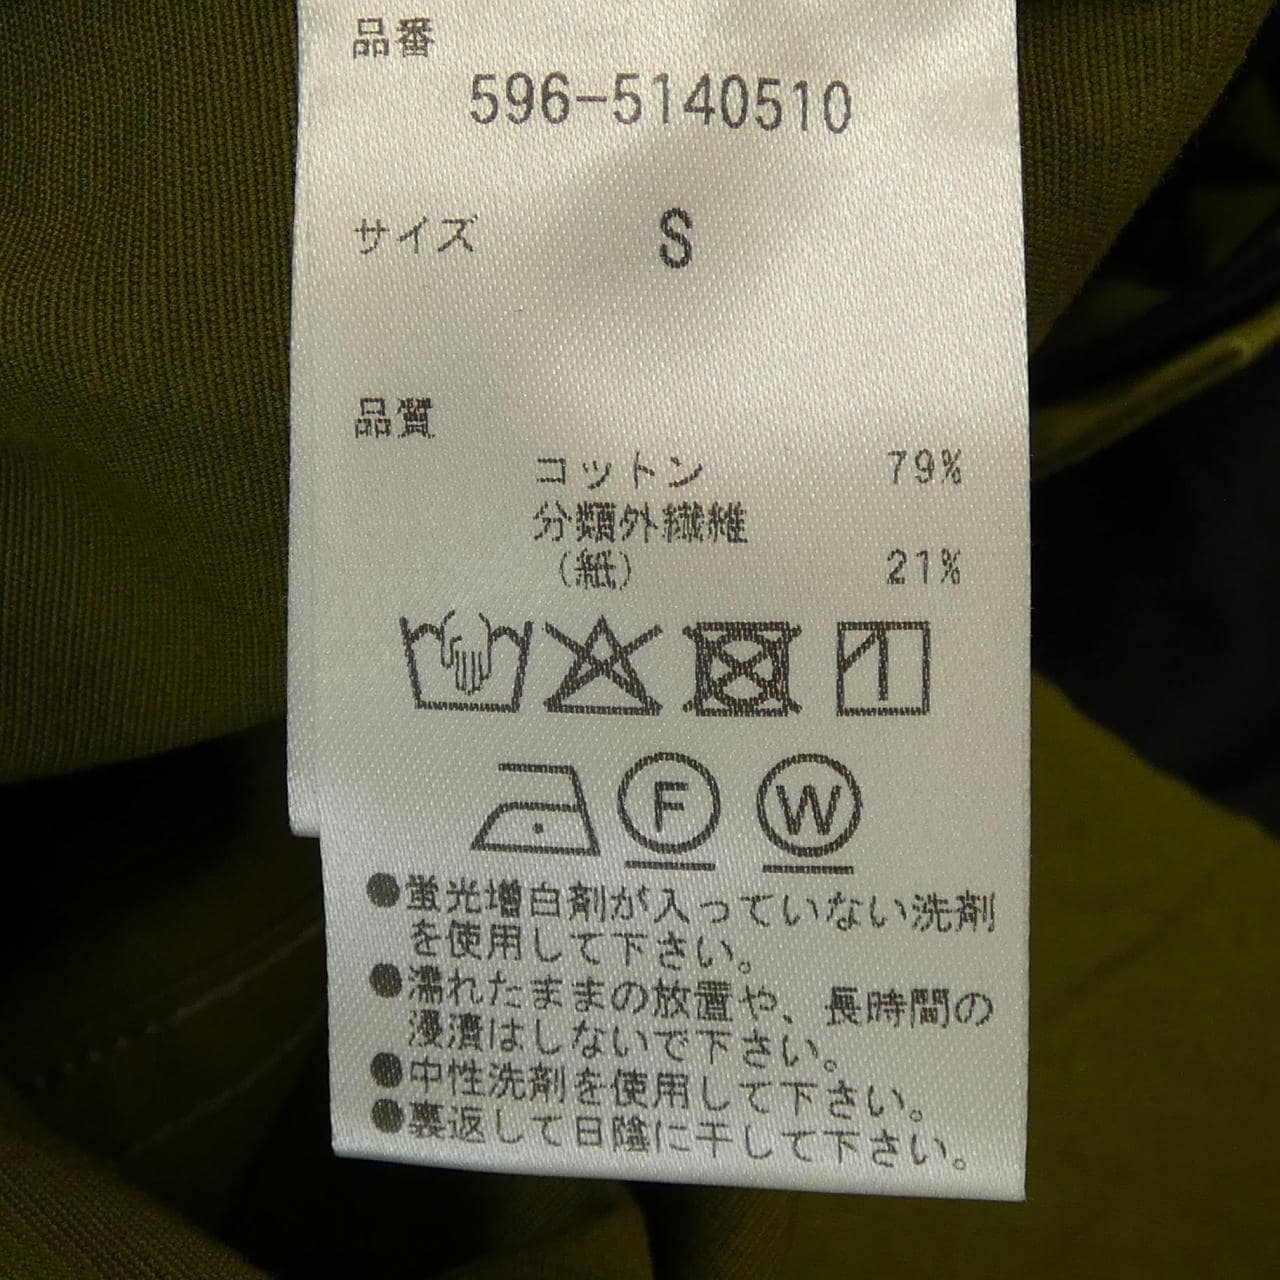 品番
596-5140510
サイズ S
品質
コットン 79%
分類外繊維
(紙) 21%
F W
●蛍光増白剤が入っていない洗剤
を使用して下さい。
●濡れたままの放置や、長時間の
浸漬はしないで下さい。
●中性洗剤を使用して下さい。
●裏返して日陰に干して下さい。